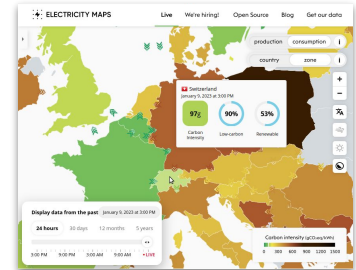 ELECTRICITY MAPS
Live
We're hiring!
Open Source
Blog
Get our data
production
consumption
i
country
zone
i
Switzerland
January 9, 2023 at 3:00 PM
97g
90%
53%
Carbon
Intensity
Low-carbon
Renewable
+
−
Display data from the past
January 9, 2023 at 3:00 PM
24 hours
30 days
12 months
5 years
3:00 PM
9:00 PM
3:00 AM
9:00 AM
LIVE
Carbon intensity (gCO₂eq/kWh)
0 300 600 900 1200 1500